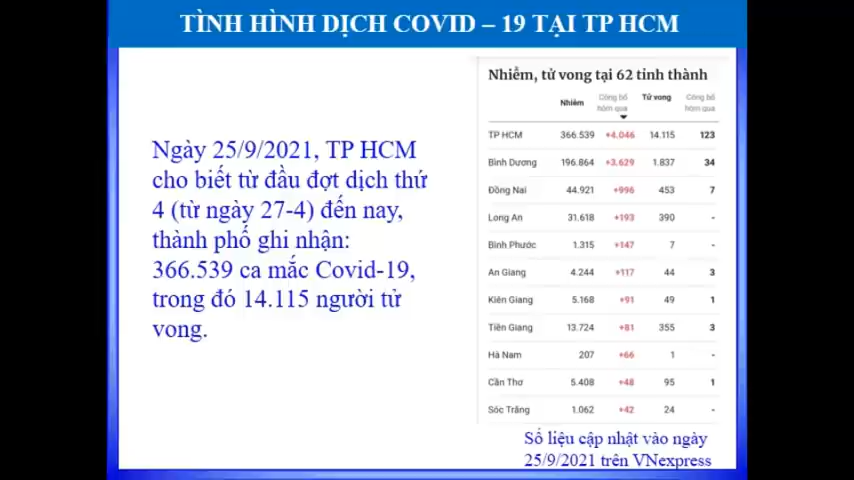 TÌNH HÌNH DỊCH COVID – 19 TẠI TP HCM
Ngày 25/9/2021, TP HCM
cho biết từ đầu đợt dịch thứ
4 (từ ngày 27-4) đến nay,
thành phố ghi nhận:
366.539 ca mắc Covid-19,
trong đó 14.115 người tử
vong.
Nhiễm, tử vong tại 62 tỉnh thành
Nhiễm Công bố hôm qua Tử vong Công bố hôm qua
TP HCM 366.539 +4.046 14.115 123
Bình Dương 196.864 +3.629 1.837 34
Đồng Nai 44.921 +996 453 7
Long An 31.618 +193 390 -
Bình Phước 1.315 +147 7 -
An Giang 4.244 +117 44 3
Kiên Giang 5.168 +91 49 1
Tiền Giang 13.724 +81 355 3
Hà Nam 207 +66 1 -
Cần Thơ 5.408 +48 95 1
Sóc Trăng 1.062 +42 24 -
Số liệu cập nhật vào ngày
25/9/2021 trên VNexpress